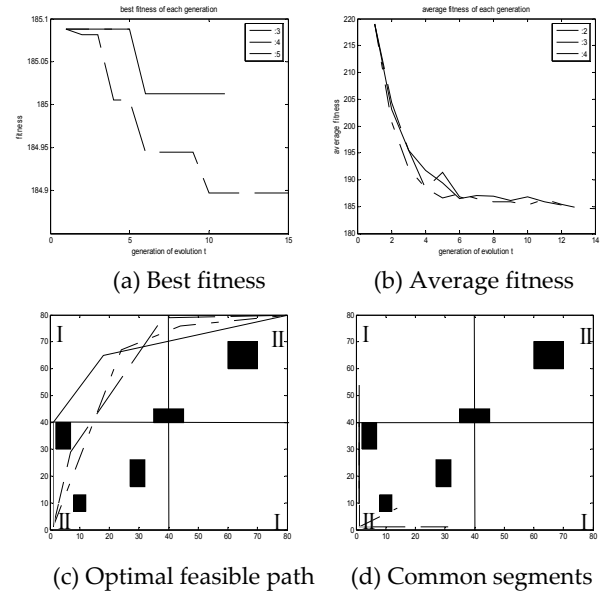 best fitness of each generation
185.1
185.05
185
184.95
184.9
fitness
0 5 10 15
generation of evolution t
:3
:4
:5
(a) Best fitness
average fitness of each generation
220
215
210
205
200
195
190
185
180
average fitness
0 2 4 6 8 10 12 14
generation of evolution t
:2
:3
:4
(b) Average fitness
80
70
60
50
40
30
20
10
0
0 10 20 30 40 50 60 70 80
I
II
II
I
(c) Optimal feasible path
80
70
60
50
40
30
20
10
0
0 10 20 30 40 50 60 70 80
I
II
II
I
(d) Common segments